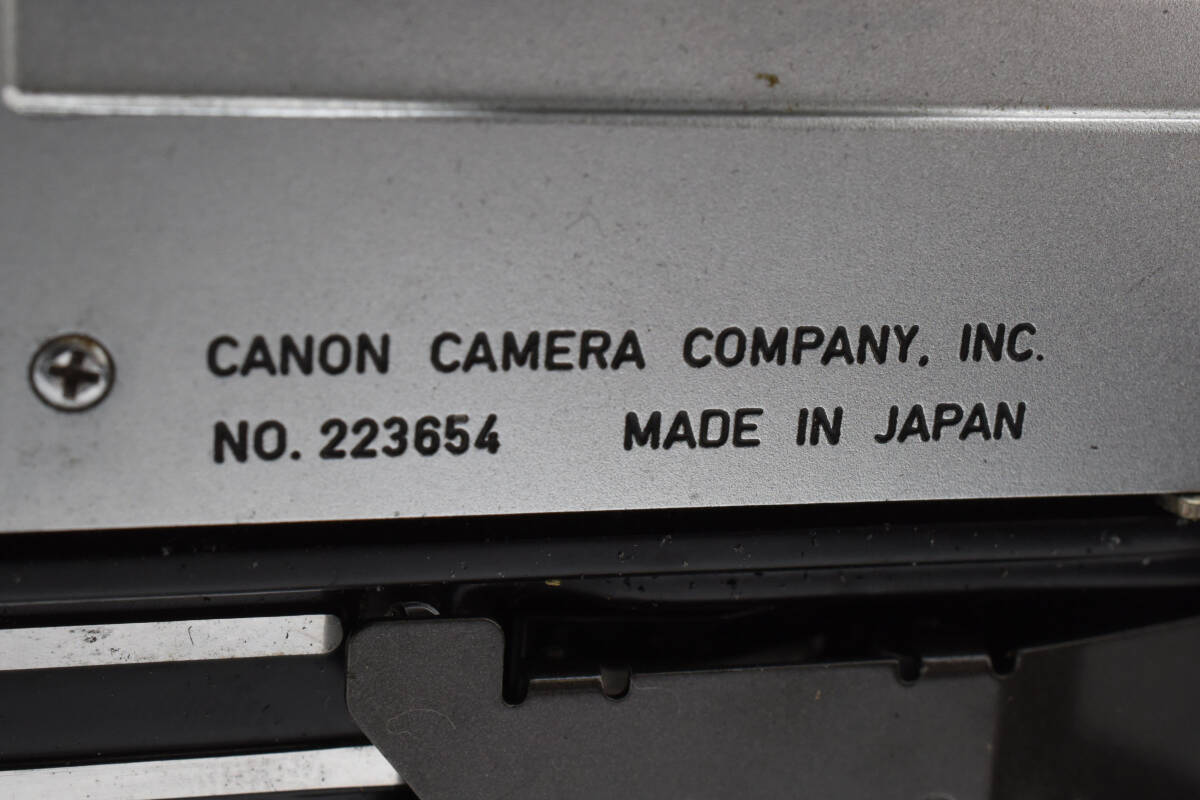 CANON CAMERA COMPANY, INC.
NO. 223654 MADE IN JAPAN